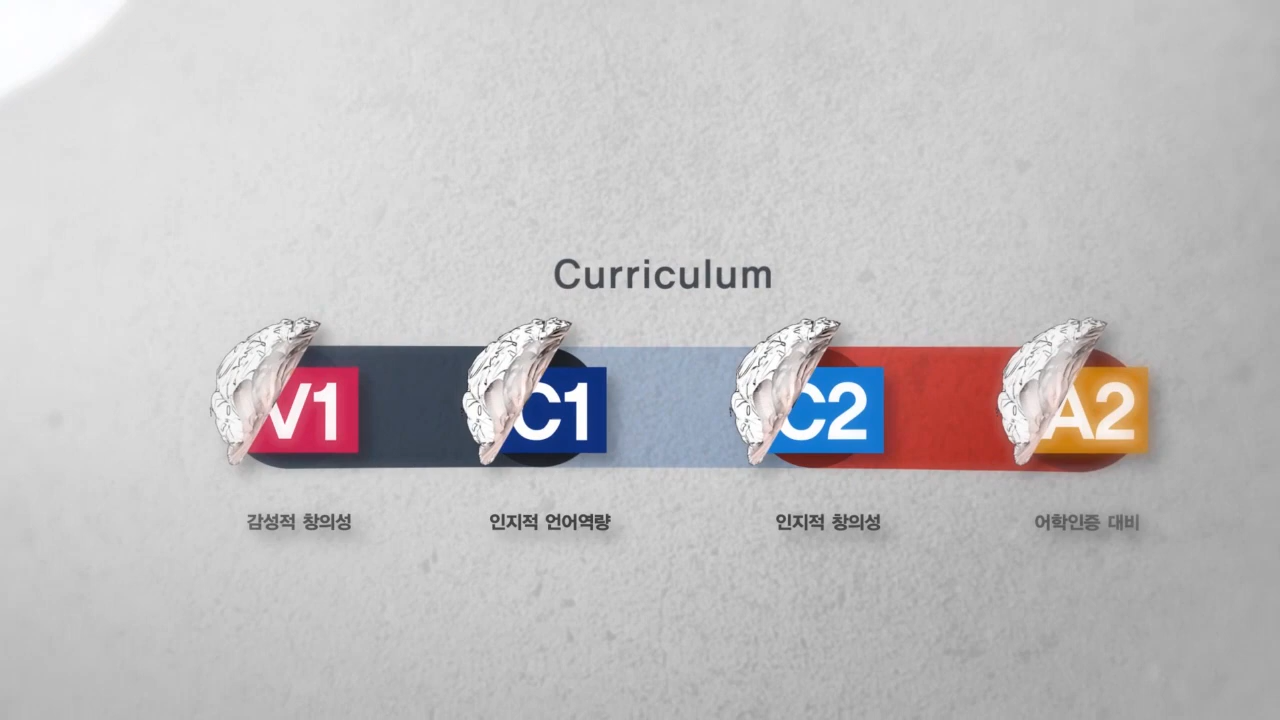 Curriculum
V1
C1
C2
A2
감성적 창의성
인지적 언어역량
인지적 창의성
어학인증 대비